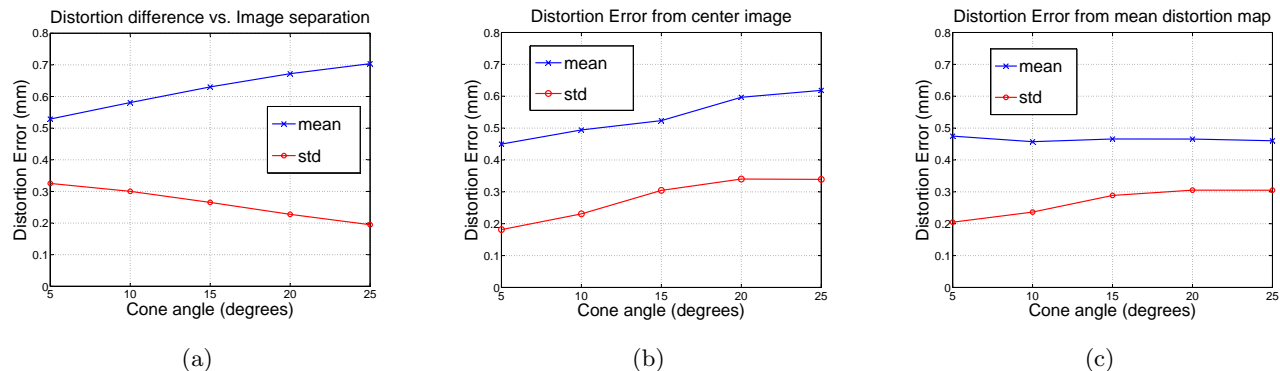 Distortion difference vs. Image separation
0.8
0.7
0.6
0.5
0.4
0.3
0.2
0.1
0
Distortion Error (mm)
mean
std
5 10 15 20 25
Cone angle (degrees)
(a)
Distortion Error from center image
0.8
0.7
0.6
0.5
0.4
0.3
0.2
0.1
0
Distortion Error (mm)
mean
std
5 10 15 20 25
Cone angle (degrees)
(b)
Distortion Error from mean distortion map
0.8
0.7
0.6
0.5
0.4
0.3
0.2
0.1
0
Distortion Error (mm)
mean
std
5 10 15 20 25
Cone angle (degrees)
(c)